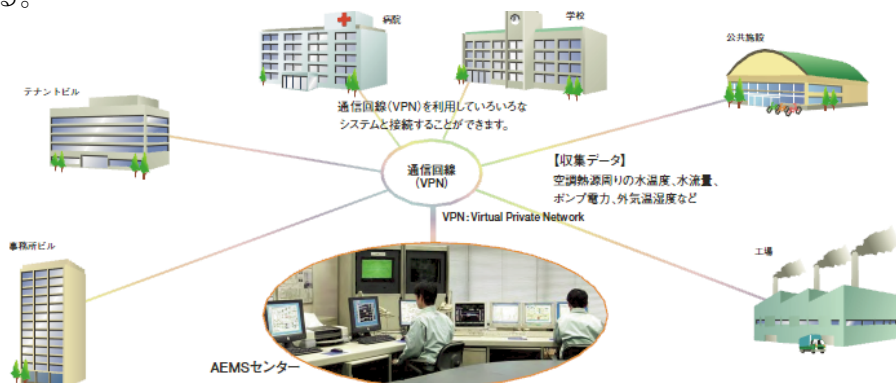 る。
病院
学校
公共施設
テナントビル
通信回線(VPN)を利用していろいろな
システムと接続することができます。
通信回線
(VPN)
【収集データ】
空調熱源周りの水温度、水流量、
ポンプ電力、外気温湿度など
VPN:Virtual Private Network
事務所ビル
工場
AEMSセンター